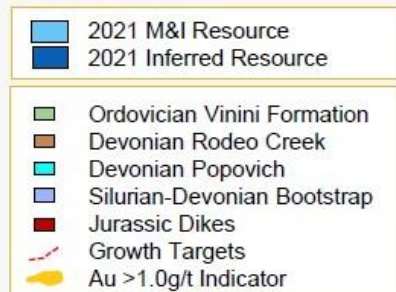 2021 M&I Resource
2021 Inferred Resource
Ordovician Vinini Formation
Devonian Rodeo Creek
Devonian Popovich
Silurian-Devonian Bootstrap
Jurassic Dikes
Growth Targets
Au >1.0g/t Indicator